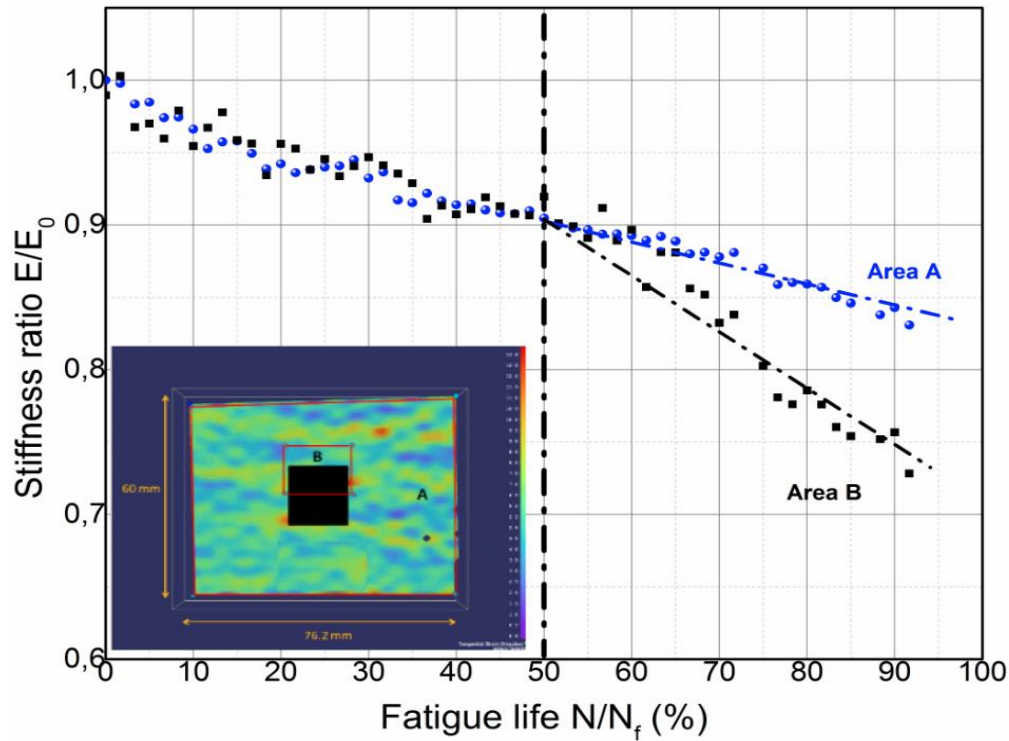 Stiffness ratio E/E₀
1,0
0,9
0,8
0,7
0,6
Area A
Area B
B
A
60 mm
76.2 mm
0 10 20 30 40 50 60 70 80 90 100
Fatigue life N/N_f (%)